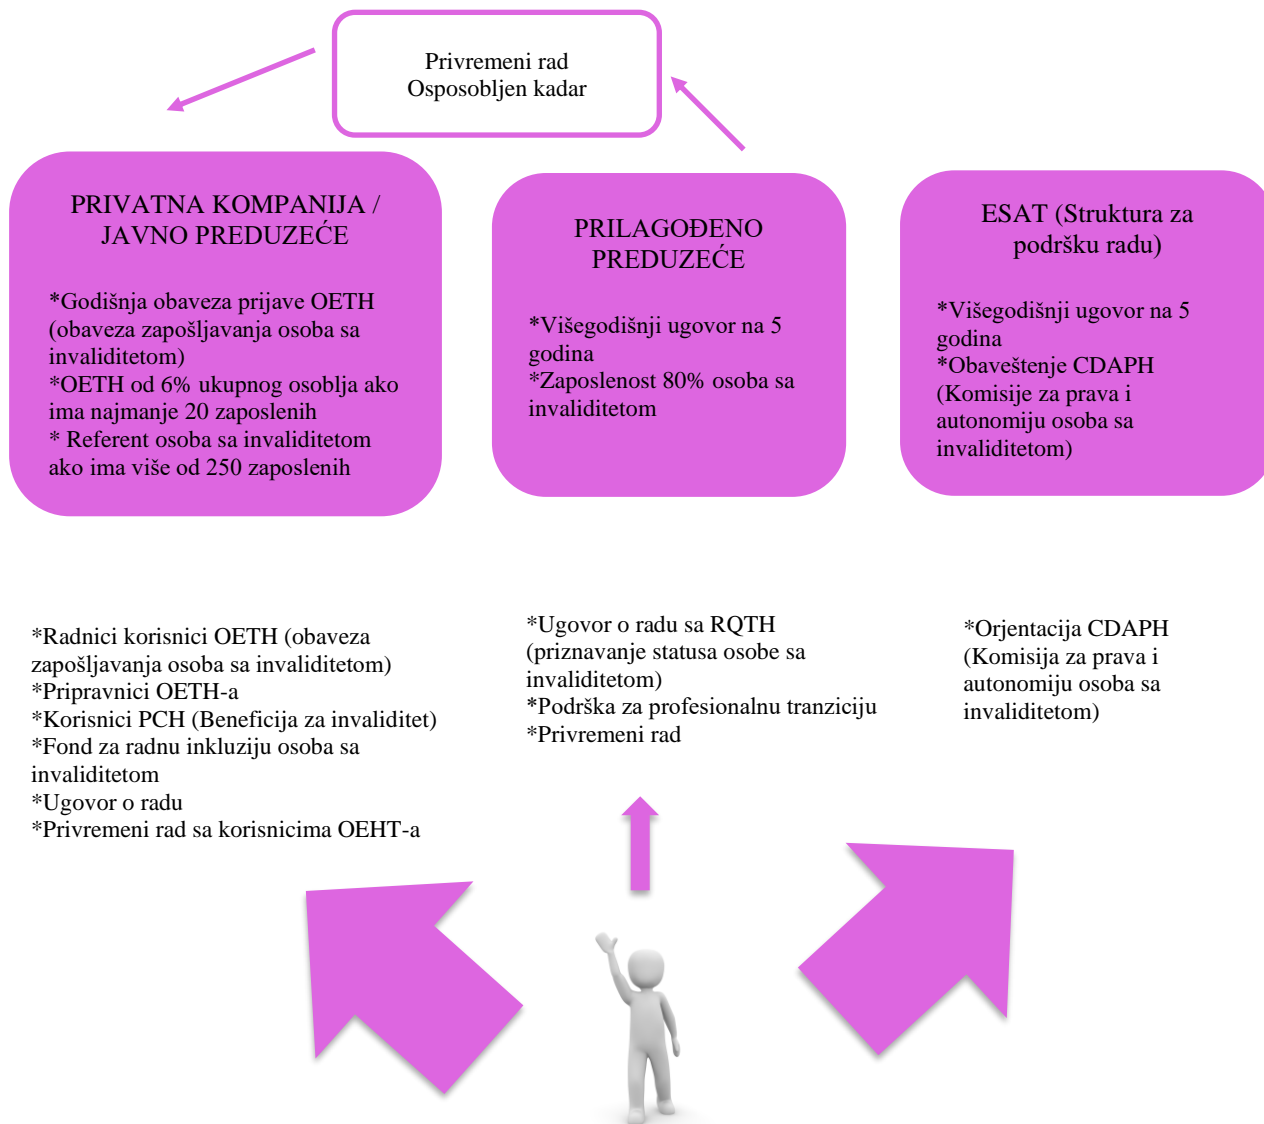 Privremeni rad
Osposobljen kadar
PRIVATNA KOMPANIJA /
JAVNO PREDUZEĆE
*Godišnja obaveza prijave OETH
(obaveza zapošljavanja osoba sa
invaliditetom)
*OETH od 6% ukupnog osoblja ako
ima najmanje 20 zaposlenih
* Referent osoba sa invaliditetom
ako ima više od 250 zaposlenih
PRILAGOĐENO
PREDUZEĆE
*Višegodišnji ugovor na 5
godina
*Zaposlenost 80% osoba sa
invaliditetom
ESAT (Struktura za
podršku radu)
*Višegodišnji ugovor na 5
godina
*Obaveštenje CDAPH
(Komisije za prava i
autonomiju osoba sa
invaliditetom)
*Radnici korisnici OETH (obaveza
zapošljavanja osoba sa invaliditetom)
*Pripravnici OETH-a
*Korisnici PCH (Beneficija za invaliditet)
*Fond za radnu inkluziju osoba sa
invaliditetom
*Ugovor o radu
*Privremeni rad sa korisnicima OEHT-a
*Ugovor o radu sa RQTH
(priznavanje statusa osobe sa
invaliditetom)
*Podrška za profesionalnu tranziciju
*Privremeni rad
*Orjentacija CDAPH
(Komisija za prava i
autonomiju osoba sa
invaliditetom)